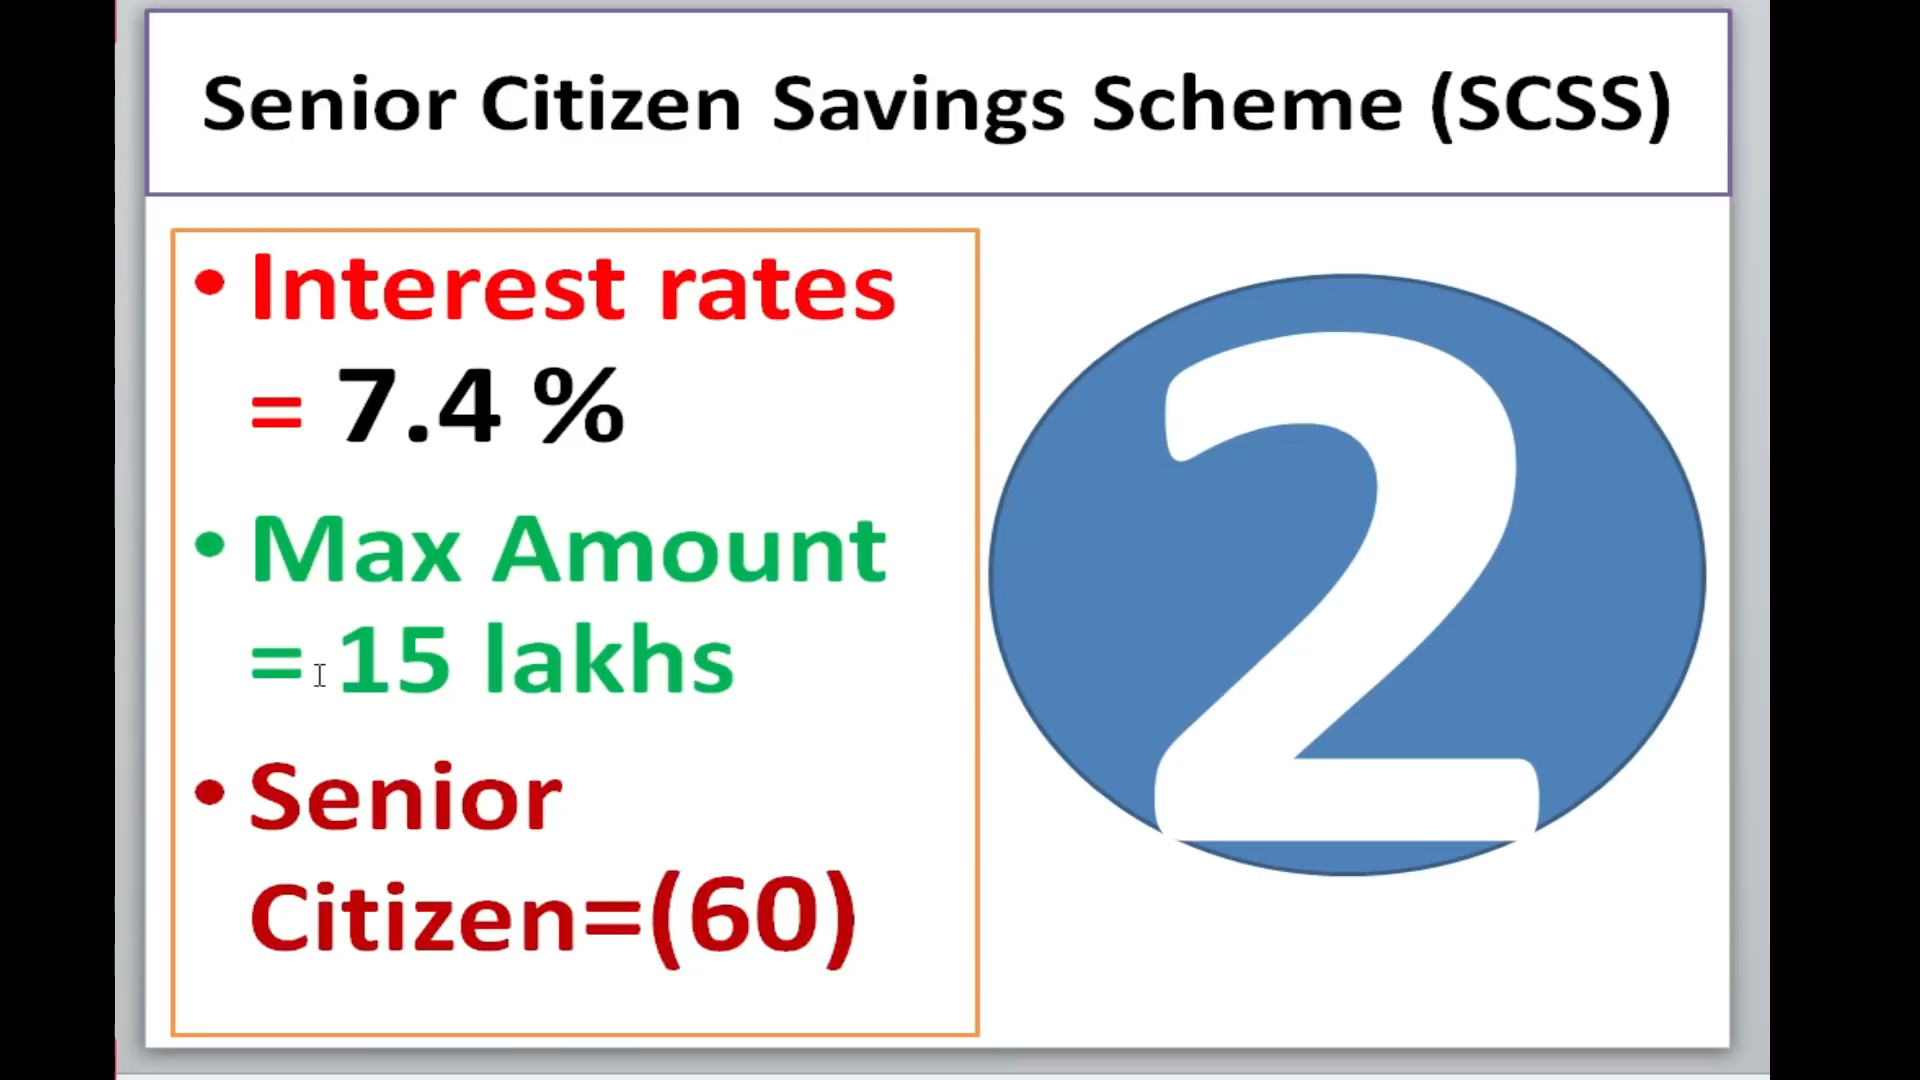 Senior Citizen Savings Scheme (SCSS)
• Interest rates
= 7.4 %
• Max Amount
= 15 lakhs
• Senior
Citizen=(60)
2